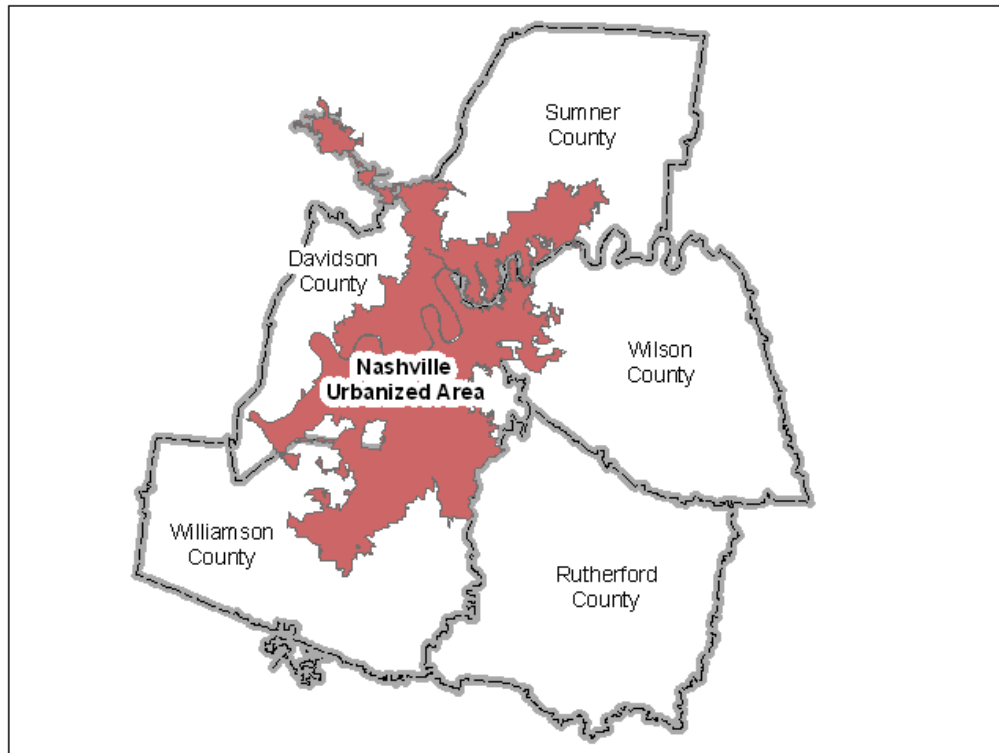 Sumner
County
Davidson
County
Nashville
Urbanized Area
Wilson
County
Williamson
County
Rutherford
County